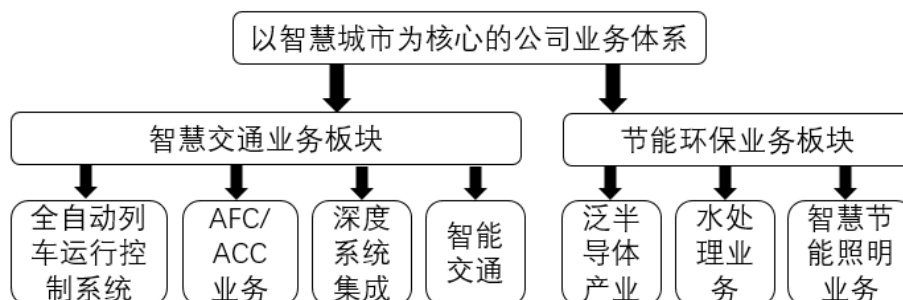 以智慧城市为核心的公司业务体系
智慧交通业务板块
节能环保业务板块
全自动列
车运行控
制系统
AFC/
ACC
业务
深度
系统
集成
智能
交通
泛半
导体
产业
水处
理业
务
智慧节
能照明
业务